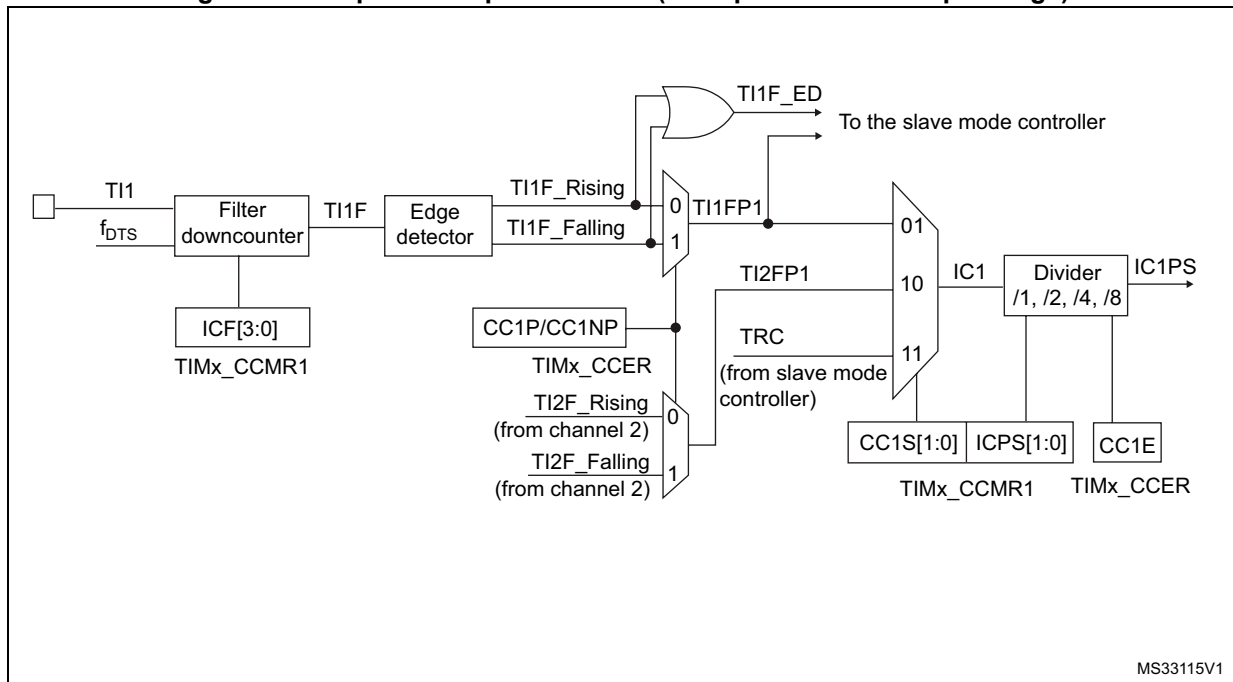 TI1F_ED
To the slave mode controller
TI1
f_DTS
Filter
downcounter
TI1F
Edge
detector
TI1F_Rising
TI1F_Falling
0
1
TI1FP1
01
TI2FP1
10
IC1
Divider
/1, /2, /4, /8
IC1PS
ICF[3:0]
TIMx_CCMR1
CC1P/CC1NP
TIMx_CCER
TRC
11
(from slave mode
controller)
TI2F_Rising
0
(from channel 2)
TI2F_Falling
1
(from channel 2)
CC1S[1:0]
ICPS[1:0]
CC1E
TIMx_CCMR1
TIMx_CCER
MS33115V1